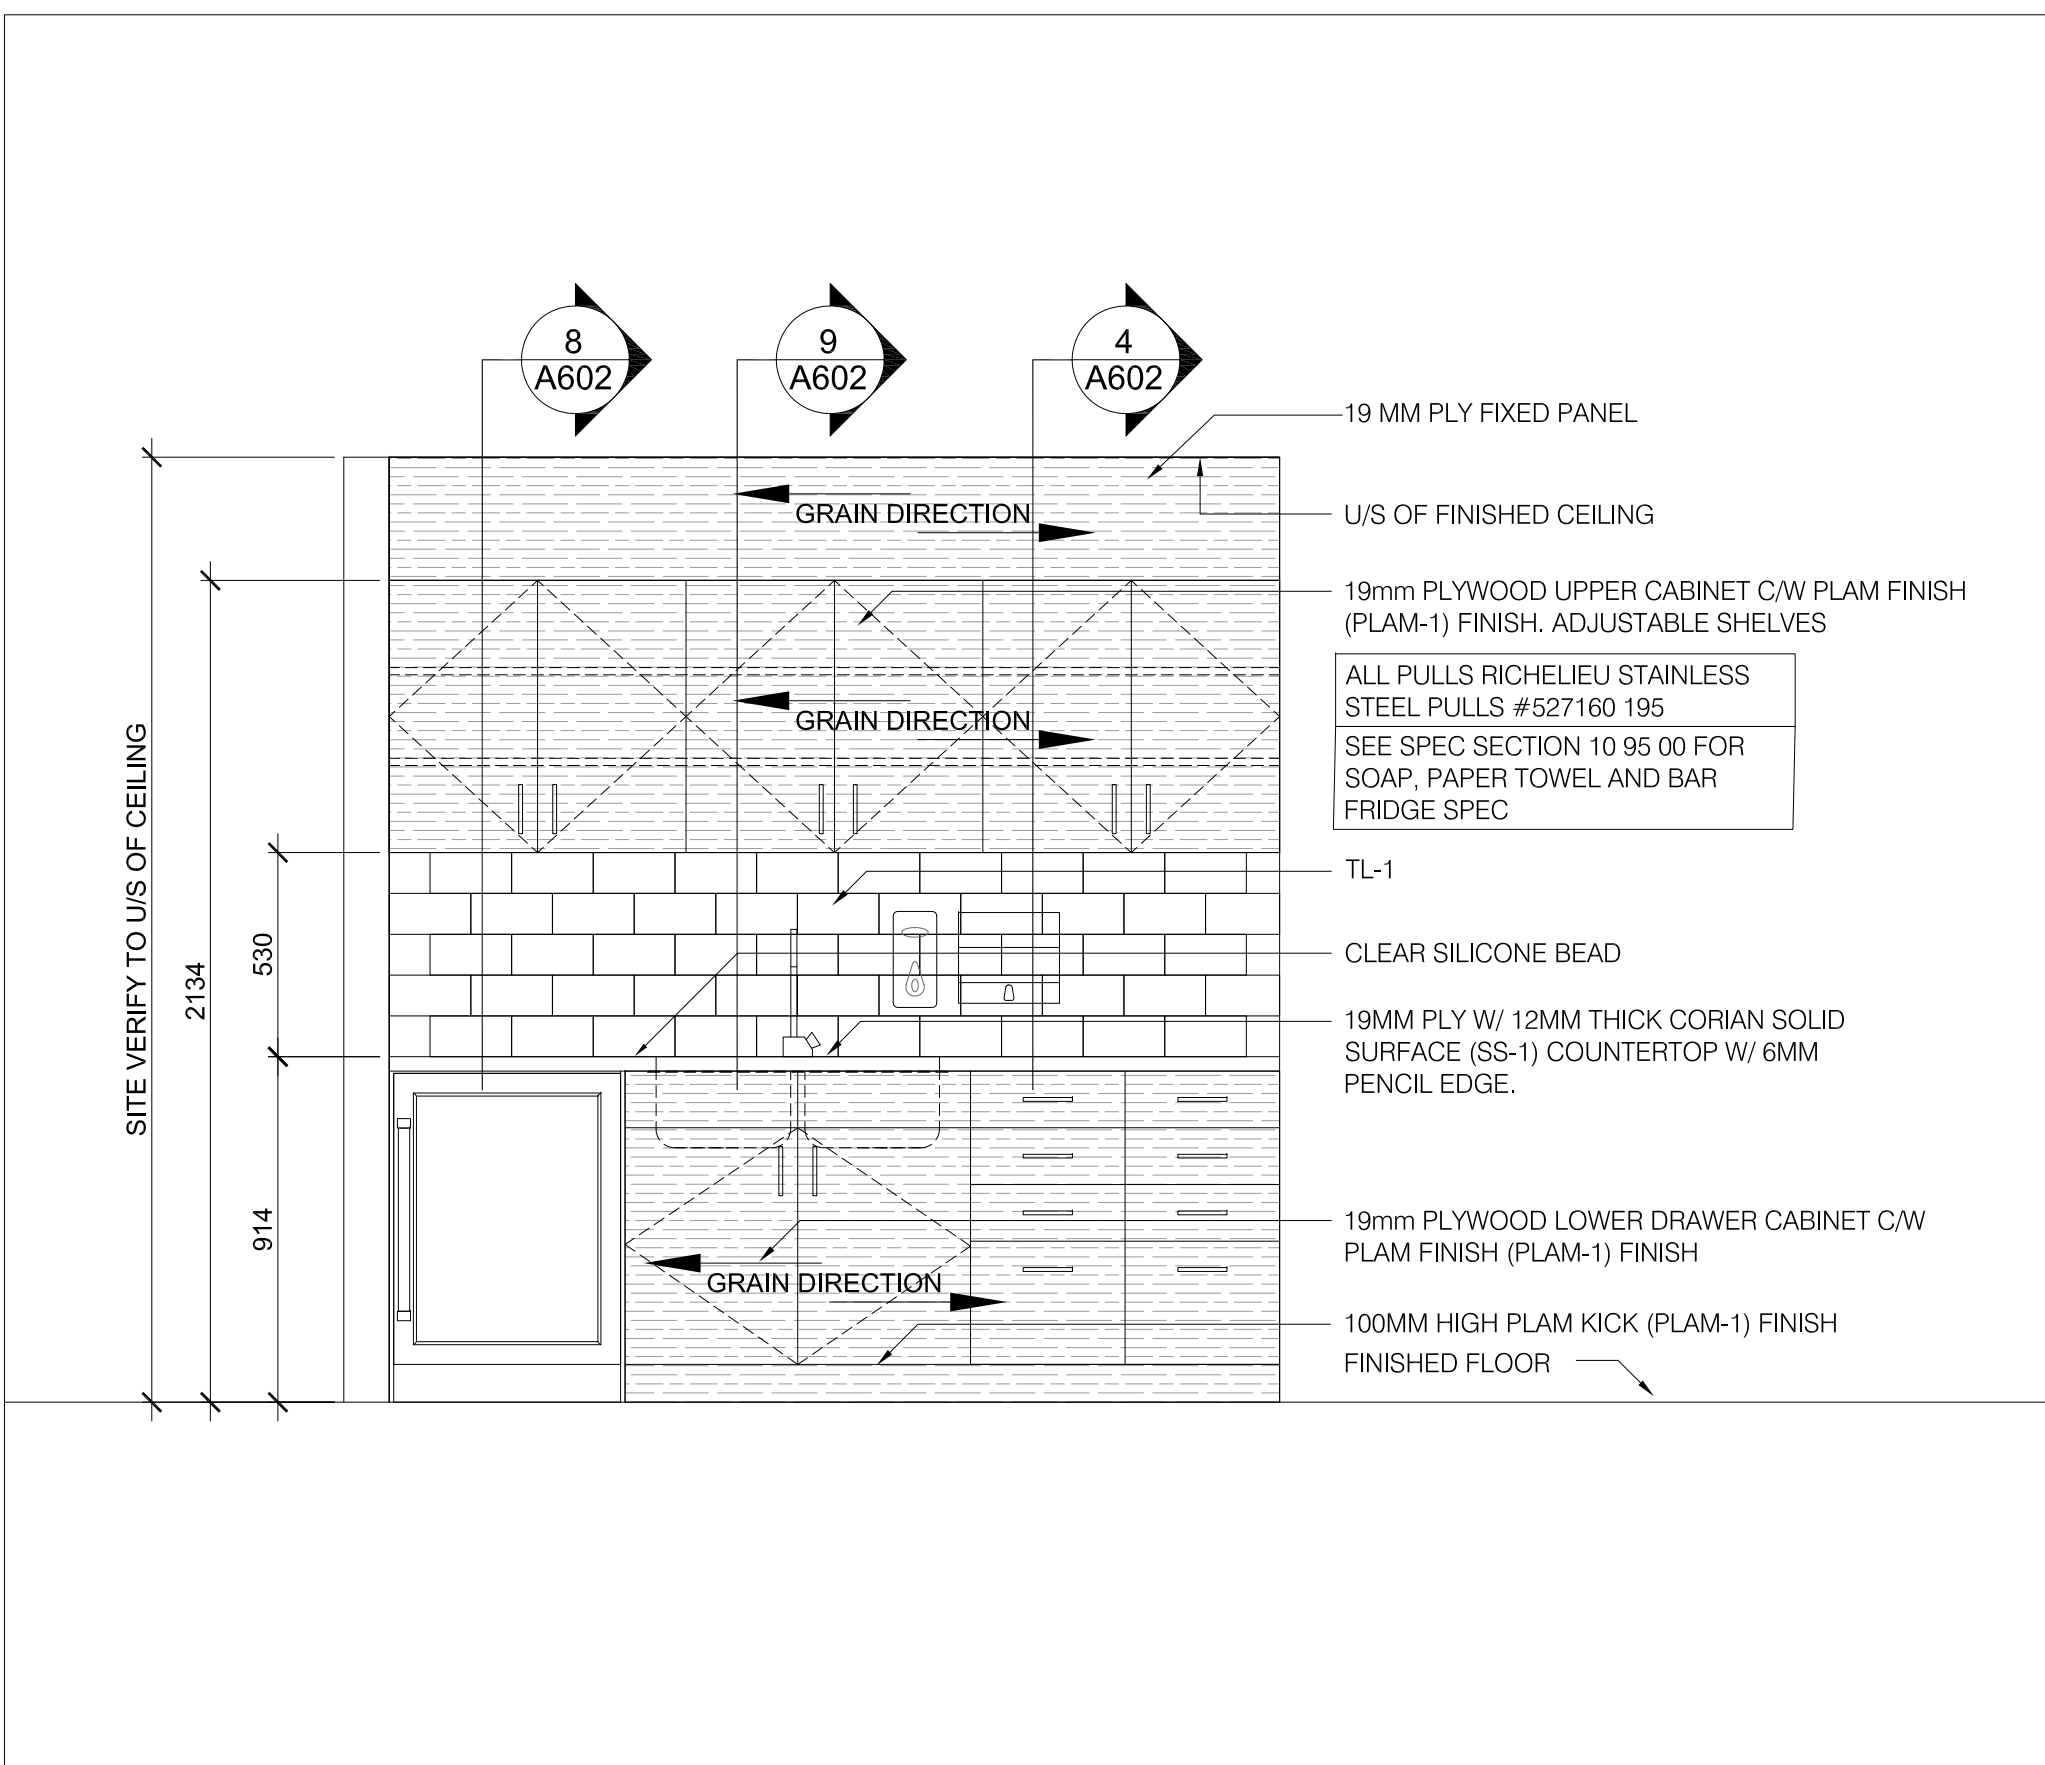 8
A602
9
A602
4
A602
19 MM PLY FIXED PANEL
GRAIN DIRECTION
U/S OF FINISHED CEILING
19mm PLYWOOD UPPER CABINET C/W PLAM FINISH
(PLAM-1) FINISH. ADJUSTABLE SHELVES
ALL PULLS RICHELIEU STAINLESS
STEEL PULLS #527160 195
GRAIN DIRECTION
SEE SPEC SECTION 10 95 00 FOR
SOAP, PAPER TOWEL AND BAR
FRIDGE SPEC
SITE VERIFY TO U/S OF CEILING
2134
530
914
TL-1
CLEAR SILICONE BEAD
19MM PLY W/ 12MM THICK CORIAN SOLID
SURFACE (SS-1) COUNTERTOP W/ 6MM
PENCIL EDGE.
19mm PLYWOOD LOWER DRAWER CABINET C/W
PLAM FINISH (PLAM-1) FINISH
GRAIN DIRECTION
100MM HIGH PLAM KICK (PLAM-1) FINISH
FINISHED FLOOR